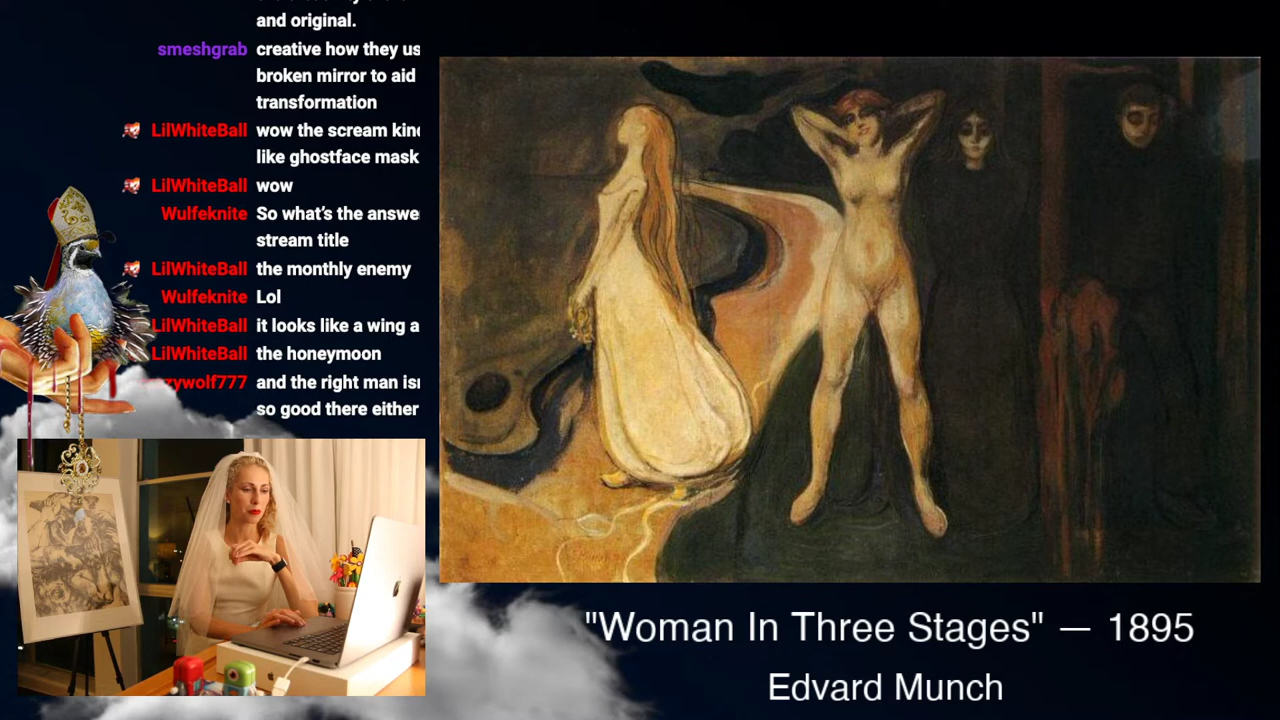 and original.
smeshgrab creative how they us
broken mirror to aid
transformation
LilWhiteBall wow the scream kind
like ghostface mask
LilWhiteBall wow
Wulfeknite So what's the answe
stream title
LilWhiteBall the monthly enemy
Wulfeknite Lol
LilWhiteBall it looks like a wing a
LilWhiteBall the honeymoon
zywolf777 and the right man isn
so good there either
"Woman In Three Stages" — 1895
Edvard Munch